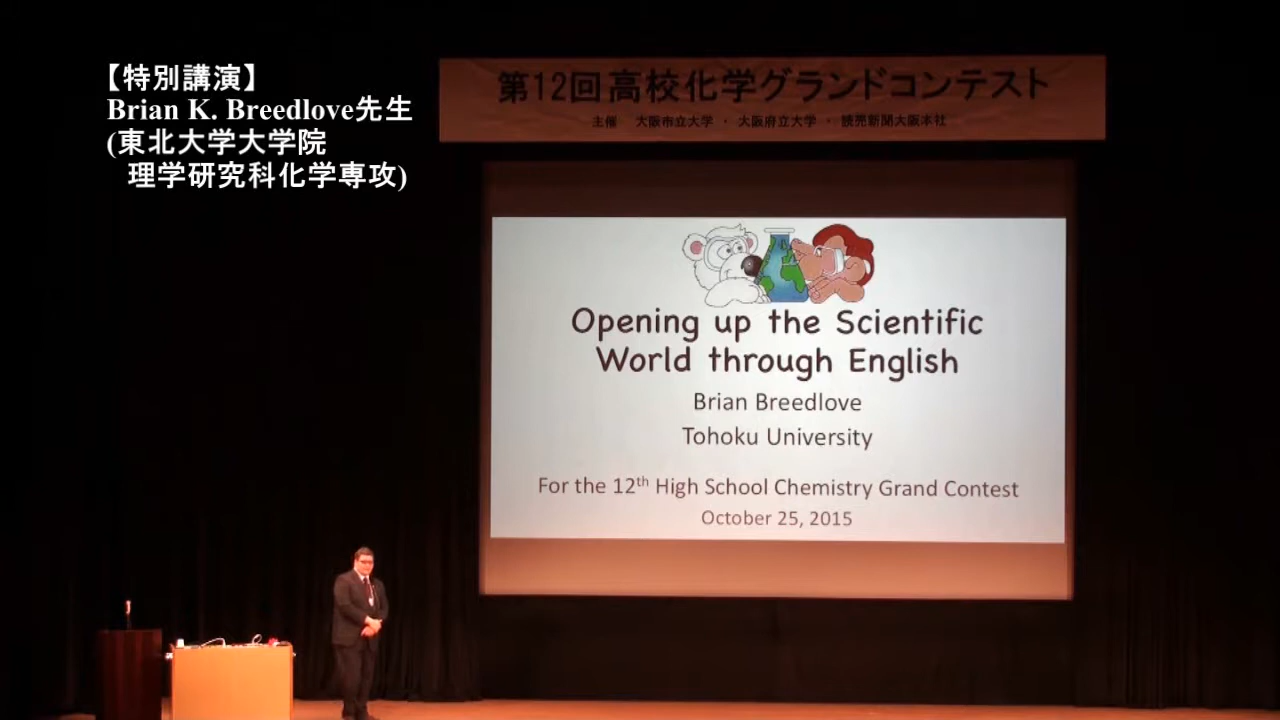 【特別講演】
Brian K. Breedlove先生
(東北大学大学院
理学研究科化学専攻)
第12回高校化学グランドコンテスト
主催 大阪市立大学 ・ 大阪府立大学 ・ 読売新聞大阪本社
Opening up the Scientific
World through English
Brian Breedlove
Tohoku University
For the 12th High School Chemistry Grand Contest
October 25, 2015